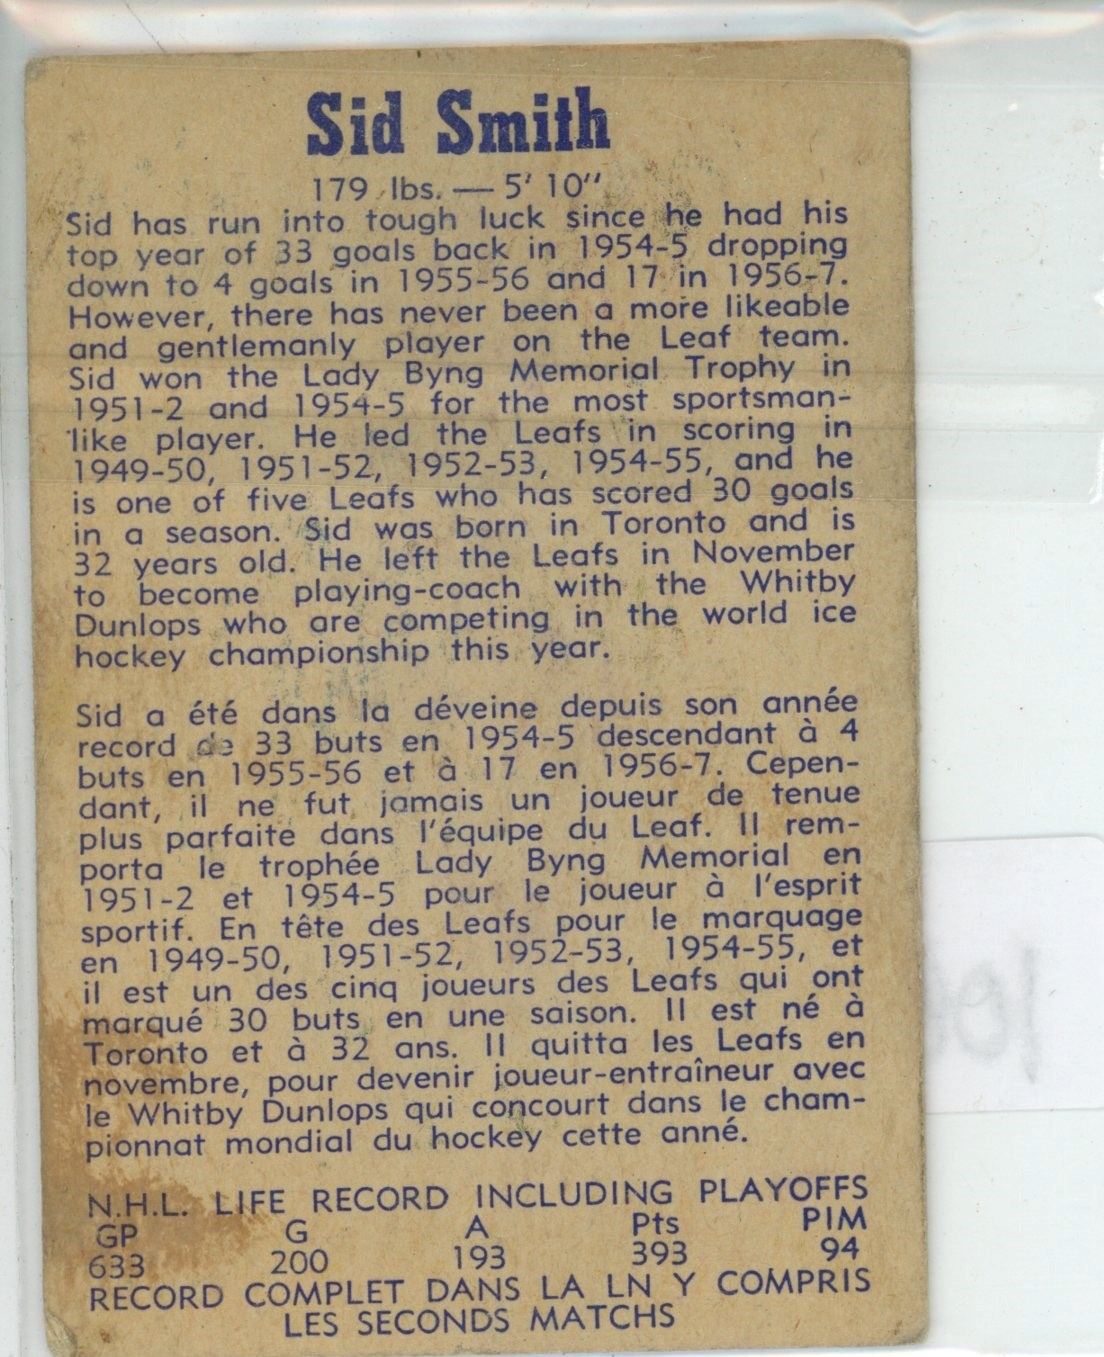 Sid Smith
179 lbs. — 5' 10"
Sid has run into tough luck since he had his
top year of 33 goals back in 1954-5 dropping
down to 4 goals in 1955-56 and 17 in 1956-7.
However, there has never been a more likeable
and gentlemanly player on the Leaf team.
Sid won the Lady Byng Memorial Trophy in
1951-2 and 1954-5 for the most sportsman-
like player. He led the Leafs in scoring in
1949-50, 1951-52, 1952-53, 1954-55, and he
is one of five Leafs who has scored 30 goals
in a season. Sid was born in Toronto and is
32 years old. He left the Leafs in November
to become playing-coach with the Whitby
Dunlops who are competing in the world ice
hockey championship this year.
Sid a été dans la déveine depuis son année
record de 33 buts en 1954-5 descendant à 4
buts en 1955-56 et à 17 en 1956-7. Cepen-
dant, il ne fut jamais un joueur de tenue
plus parfaite dans l'équipe du Leaf. Il rem-
porta le trophée Lady Byng Memorial en
1951-2 et 1954-5 pour le joueur à l'esprit
sportif. En tête des Leafs pour le marquage
en 1949-50, 1951-52, 1952-53, 1954-55, et
il est un des cinq joueurs des Leafs qui ont
marqué 30 buts en une saison. Il est né à
Toronto et à 32 ans. Il quitta les Leafs en
novembre, pour devenir joueur-entraîneur avec
le Whitby Dunlops qui concourt dans le cham-
pionnat mondial du hockey cette anné.
N.H.L. LIFE RECORD INCLUDING PLAYOFFS
GP G A Pts PIM
633 200 193 393 94
RECORD COMPLET DANS LA LN Y COMPRIS
LES SECONDS MATCHS